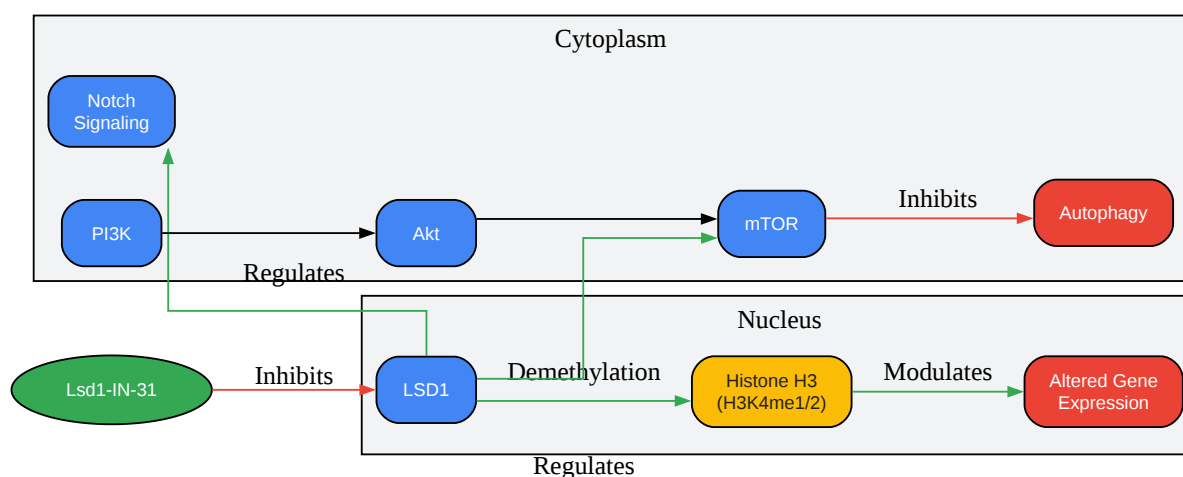 Cytoplasm
Notch
Signaling
PI3K
Akt
mTOR
Inhibits
Autophagy
Regulates
Nucleus
Lsd1-IN-31
Inhibits
LSD1
Demethylation
Histone H3
(H3K4me1/2)
Modulates
Altered Gene
Expression
Regulates